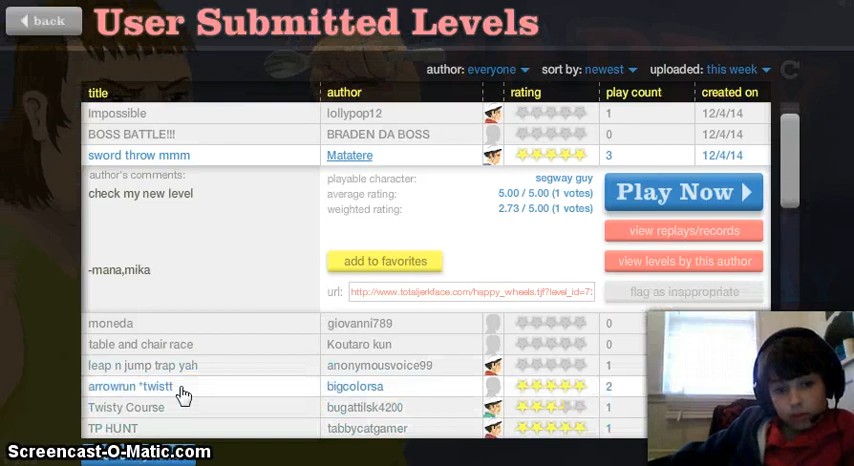 back
User Submitted Levels
author: everyone sort by: newest uploaded: this week
title author rating play count created on
Impossible lollypop12 1 12/4/14
BOSS BATTLE!!! BRADEN DA BOSS 0 12/4/14
sword throw mmm Matatere 3 12/4/14
author's comments:
check my new level
-mana,mika
playable character: segway guy
average rating: 5.00 / 5.00 (1 votes)
weighted rating: 2.73 / 5.00 (1 votes)
add to favorites
url: http://www.totaljerkface.com/happy_wheels.tjf?level_id=7
Play Now
view replays/records
view levels by this author
flag as inappropriate
moneda giovanni789 0
table and chair race Koutaro kun 0
leap n jump trap yah anonymousvoice99 1
arrowrun *twistt bigcolorsa 2
Twisty Course bugattilsk4200 1
TP HUNT tabbycatgamer 1
Screencast-O-Matic.com